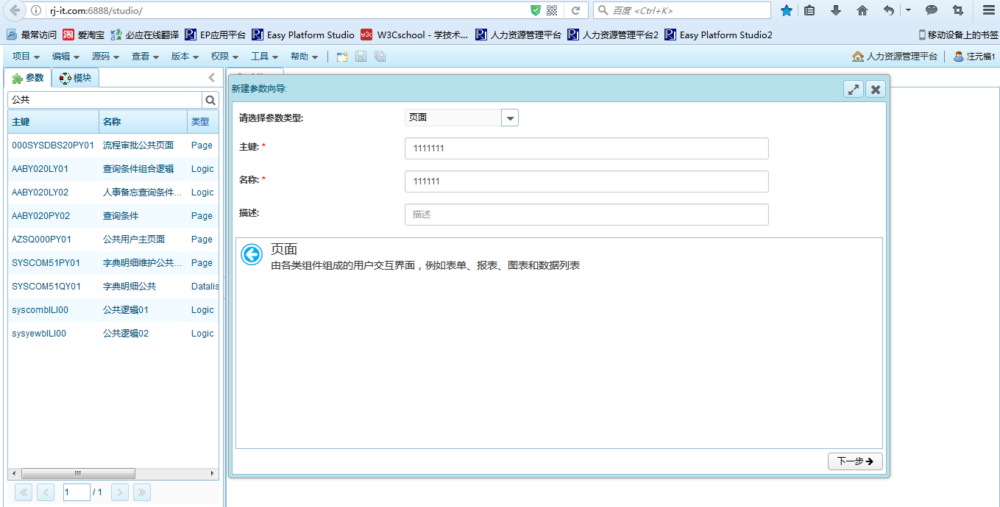 rj-it.com:6888/studio/
百度 <Ctrl+K>
最常访问 淘 爱淘宝 必应在线翻译 EP应用平台 Easy Platform Studio w3c W3Cschool - 学技术... 人力资源管理平台 人力资源管理平台2 Easy Platform Studio2 移动设备上的书签
项目 编辑 源码 查看 版本 权限 工具 帮助 人力资源管理平台 汪元福1
参数 模块
公共
主键 名称 类型
000SYSDBS20PY01 流程审批公共页面 Page
AABY020LY01 查询条件组合逻辑 Logic
AABY020LY02 人事备忘查询条件... Logic
AABY020PY02 查询条件 Page
AZSQ000PY01 公共用户主页面 Page
SYSCOM51PY01 字典明细维护公共... Page
SYSCOM51QY01 字典明细公共 Datalis
syscomblLI00 公共逻辑01 Logic
sysyewblLI00 公共逻辑02 Logic
1 / 1
新建参数向导:
请选择参数类型: 页面
主键: * 1111111
名称: * 111111
描述: 描述
页面
由各类组件组成的用户交互界面，例如表单、报表、图表和数据列表
下一步